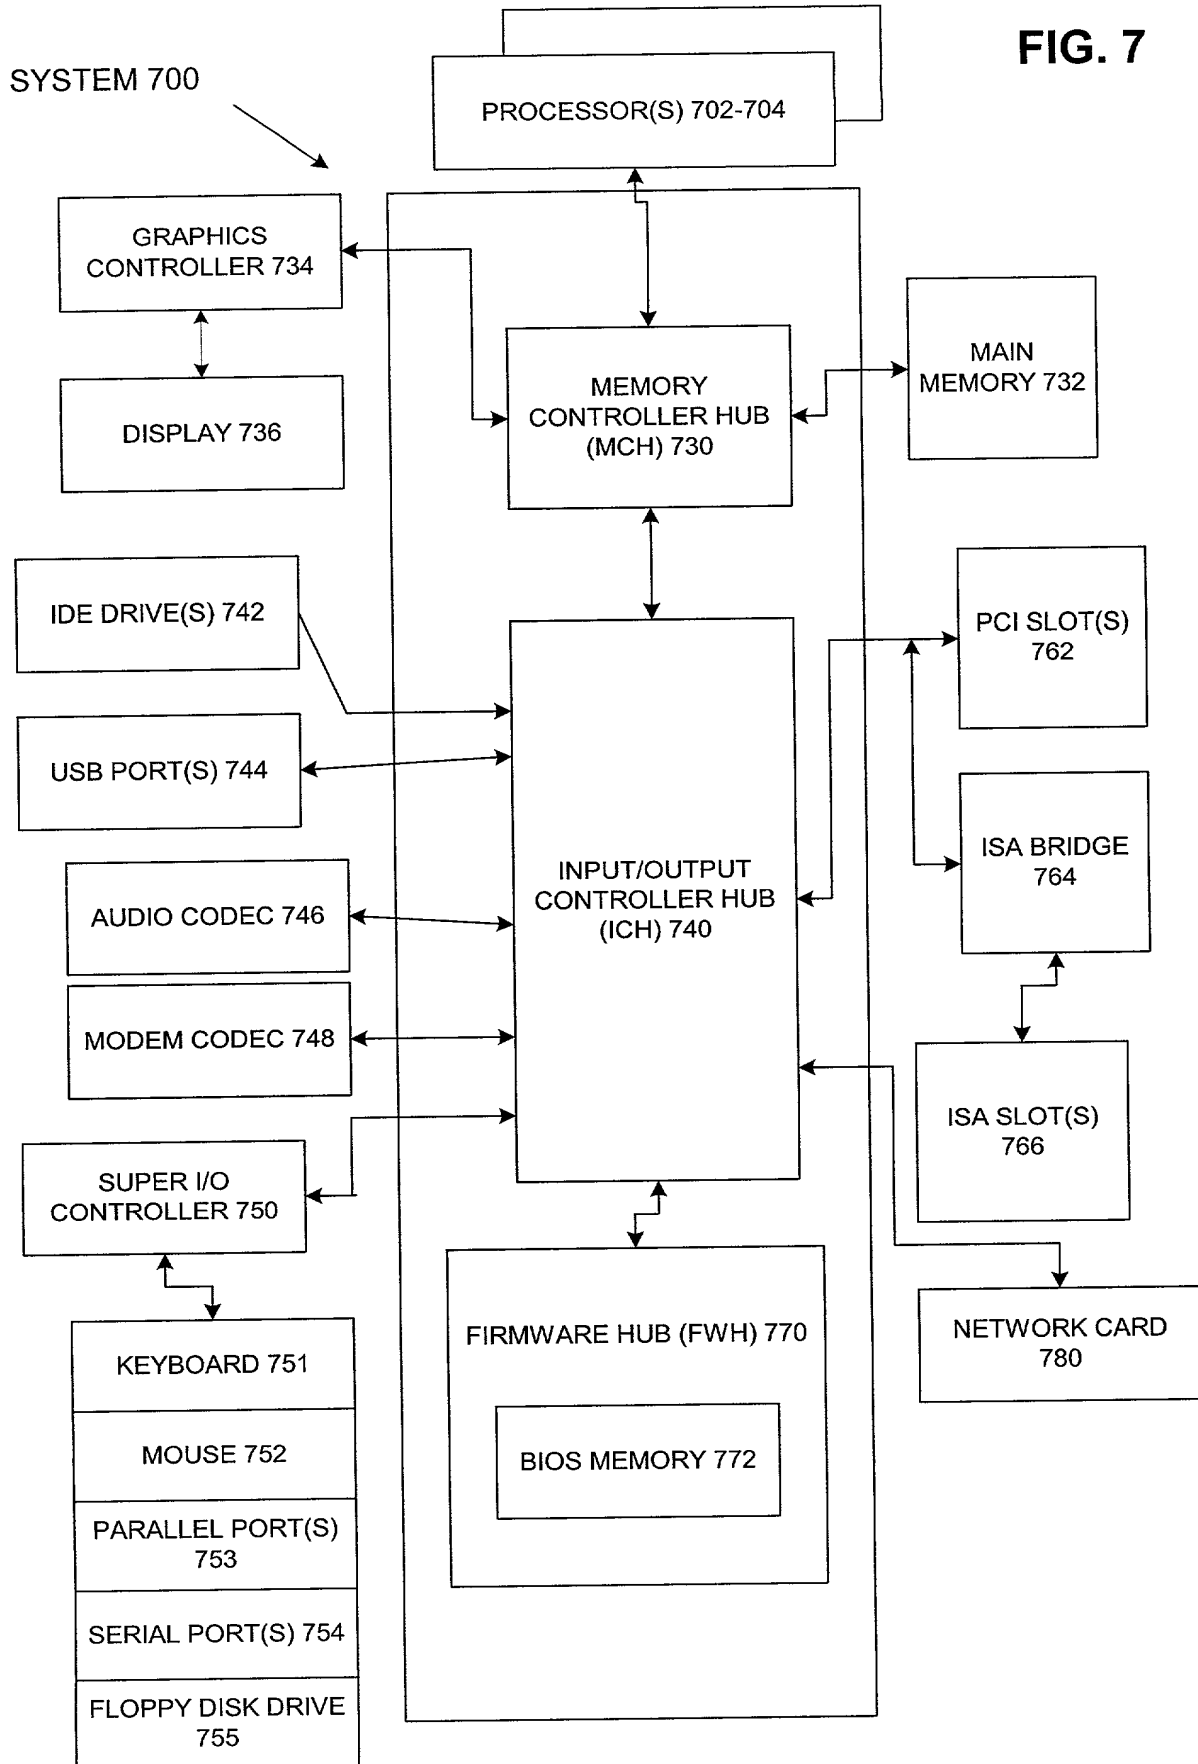 FIG. 7
SYSTEM 700
PROCESSOR(S) 702-704
GRAPHICS
CONTROLLER 734
DISPLAY 736
MEMORY
CONTROLLER HUB
(MCH) 730
MAIN
MEMORY 732
IDE DRIVE(S) 742
USB PORT(S) 744
AUDIO CODEC 746
MODEM CODEC 748
SUPER I/O
CONTROLLER 750
INPUT/OUTPUT
CONTROLLER HUB
(ICH) 740
PCI SLOT(S)
762
ISA BRIDGE
764
ISA SLOT(S)
766
NETWORK CARD
780
KEYBOARD 751
MOUSE 752
PARALLEL PORT(S)
753
SERIAL PORT(S) 754
FLOPPY DISK DRIVE
755
FIRMWARE HUB (FWH) 770
BIOS MEMORY 772